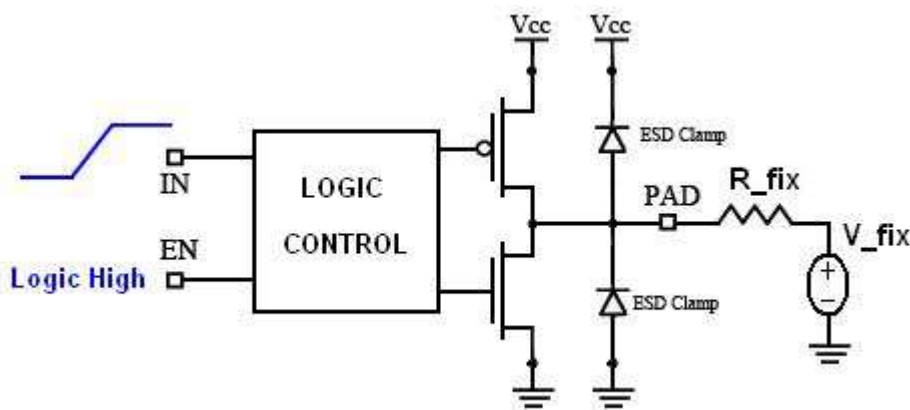 Vcc Vcc
ESD Clamp
IN
LOGIC
CONTROL
PAD
R_fix
V_fix
EN
Logic High
ESD Clamp
+
-